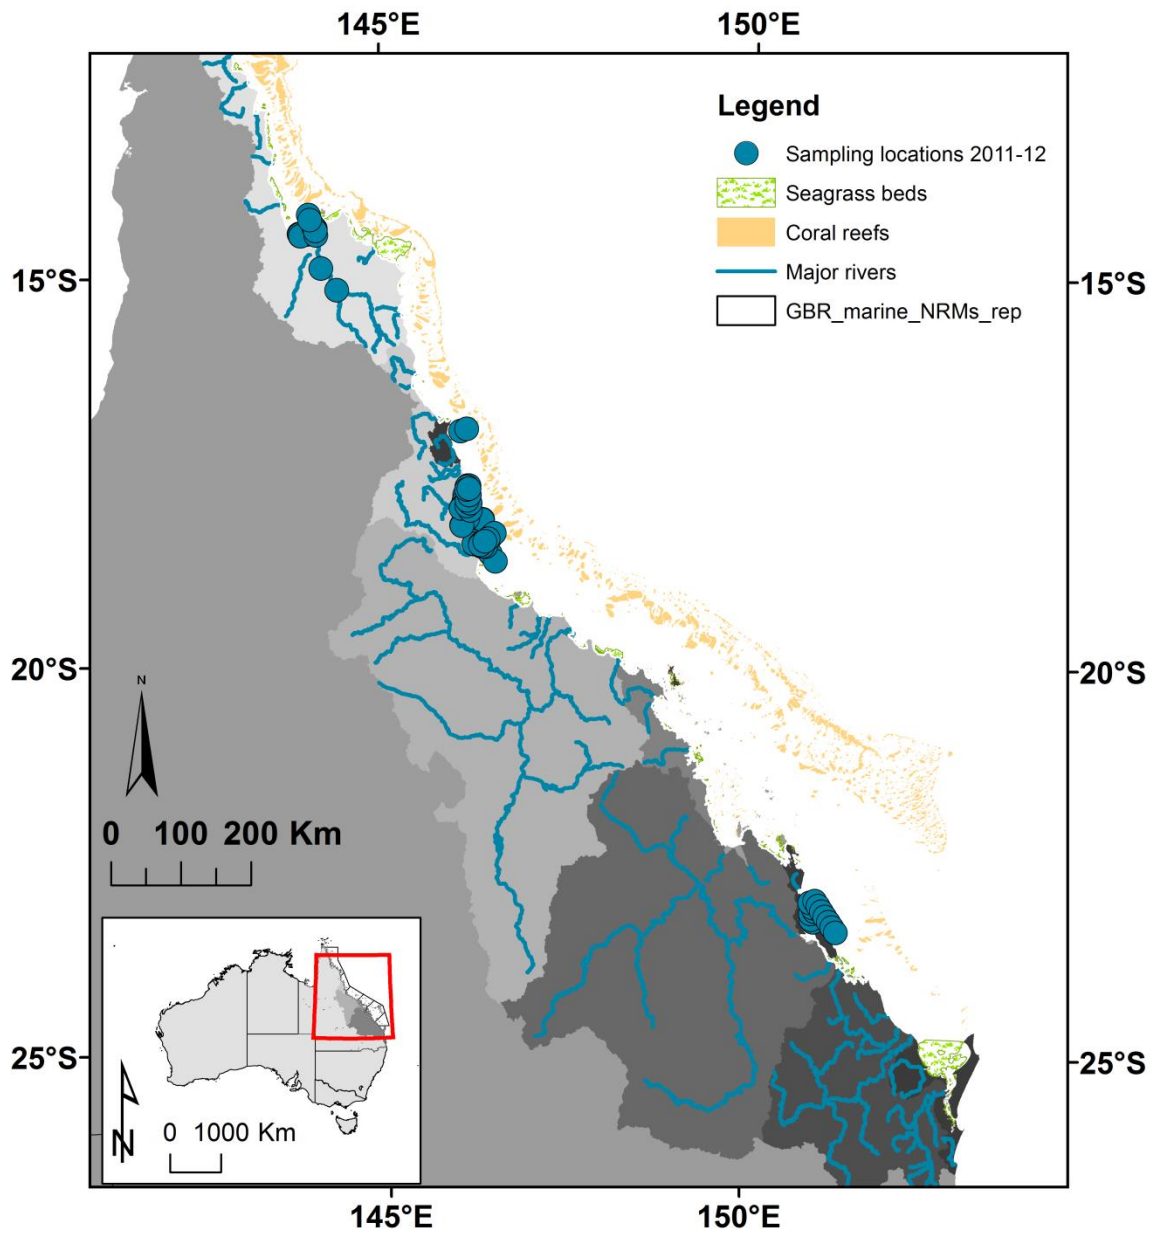 145°E 150°E
Legend
Sampling locations 2011-12
Seagrass beds
Coral reefs
Major rivers
GBR_marine_NRMs_rep
15°S 15°S
20°S 20°S
N
0 100 200 Km
25°S 25°S
N
0 1000 Km
145°E 150°E